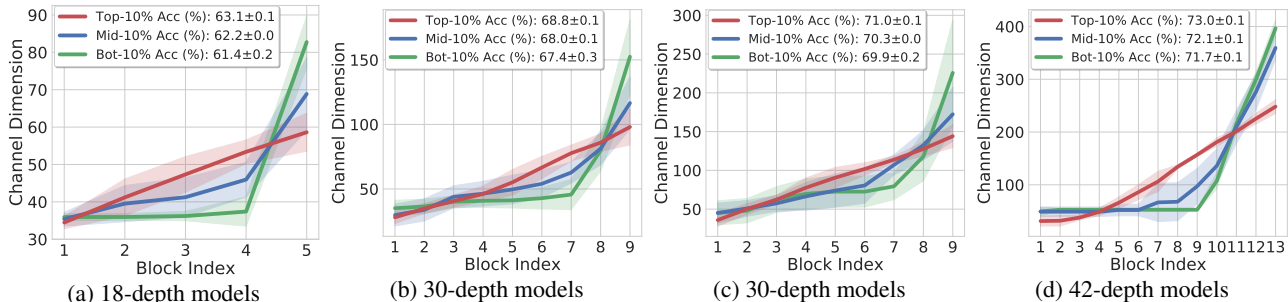 Top-10% Acc (%): 63.1±0.1
Mid-10% Acc (%): 62.2±0.0
Bot-10% Acc (%): 61.4±0.2
Channel Dimension
90
80
70
60
50
40
30
1 2 3 4 5
Block Index
(a) 18-depth models
Top-10% Acc (%): 68.8±0.1
Mid-10% Acc (%): 68.0±0.1
Bot-10% Acc (%): 67.4±0.3
Channel Dimension
150
100
50
1 2 3 4 5 6 7 8 9
Block Index
(b) 30-depth models
Top-10% Acc (%): 71.0±0.1
Mid-10% Acc (%): 70.3±0.0
Bot-10% Acc (%): 69.9±0.2
Channel Dimension
300
250
200
150
100
50
1 2 3 4 5 6 7 8 9
Block Index
(c) 30-depth models
Top-10% Acc (%): 73.0±0.1
Mid-10% Acc (%): 72.1±0.1
Bot-10% Acc (%): 71.7±0.1
Channel Dimension
400
300
200
100
1 2 3 4 5 6 7 8 9 10 11 12 13
Block Index
(d) 42-depth models